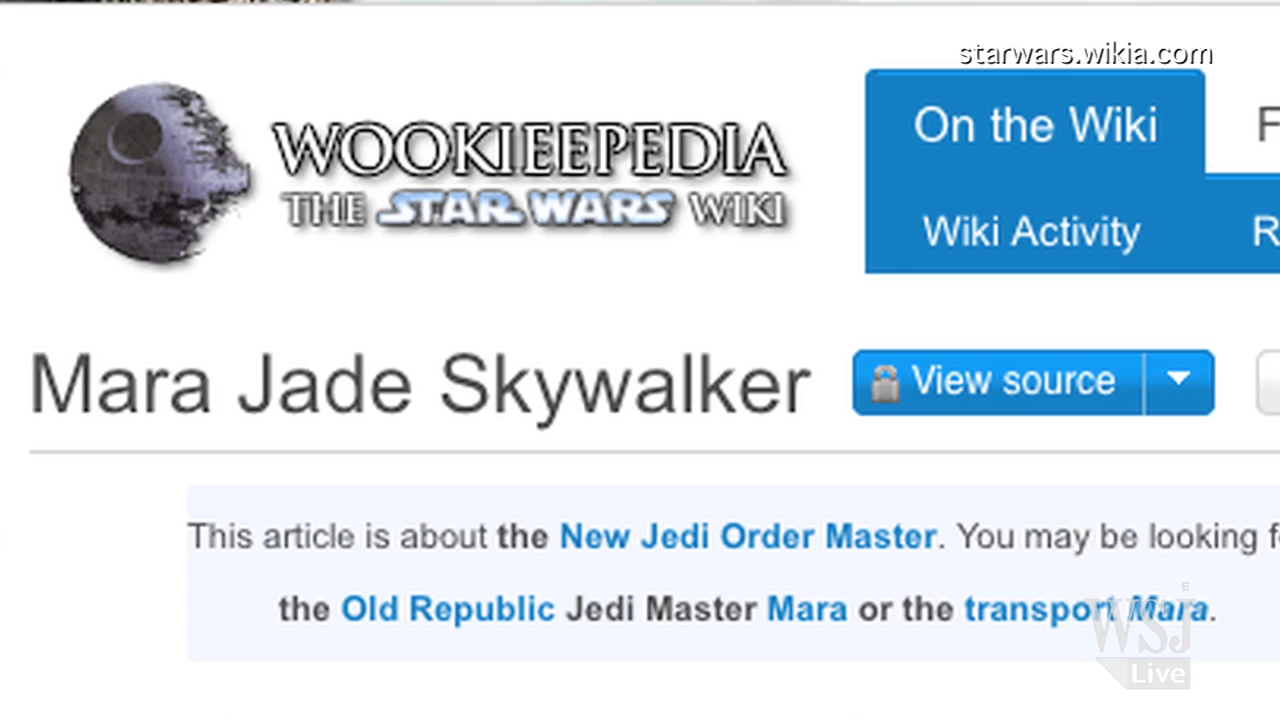 starwars.wikia.com
WOOKIEEPEDIA
THE STAR WARS WIKI
On the Wiki
F
Wiki Activity
R
Mara Jade Skywalker
View source
This article is about the New Jedi Order Master. You may be looking f
the Old Republic Jedi Master Mara or the transport Mara.
E
WSJ
Live